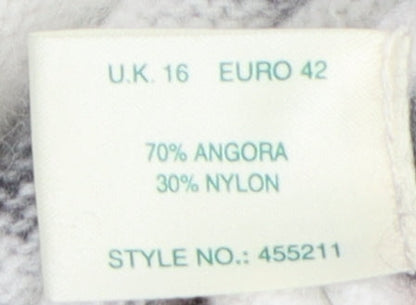 U.K. 16 EURO 42
70% ANGORA
30% NYLON
STYLE NO.: 455211